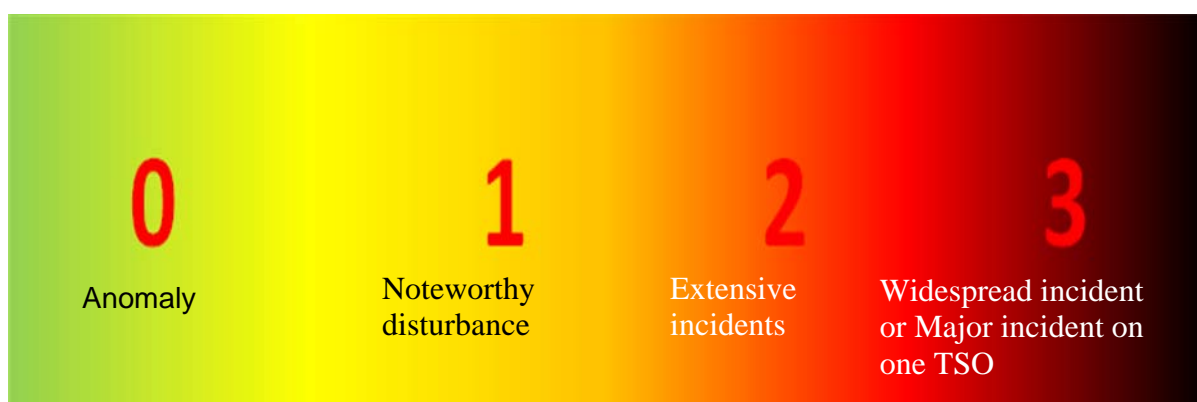 0
Anomaly
1
Noteworthy
disturbance
2
Extensive
incidents
3
Widespread incident
or Major incident on
one TSO